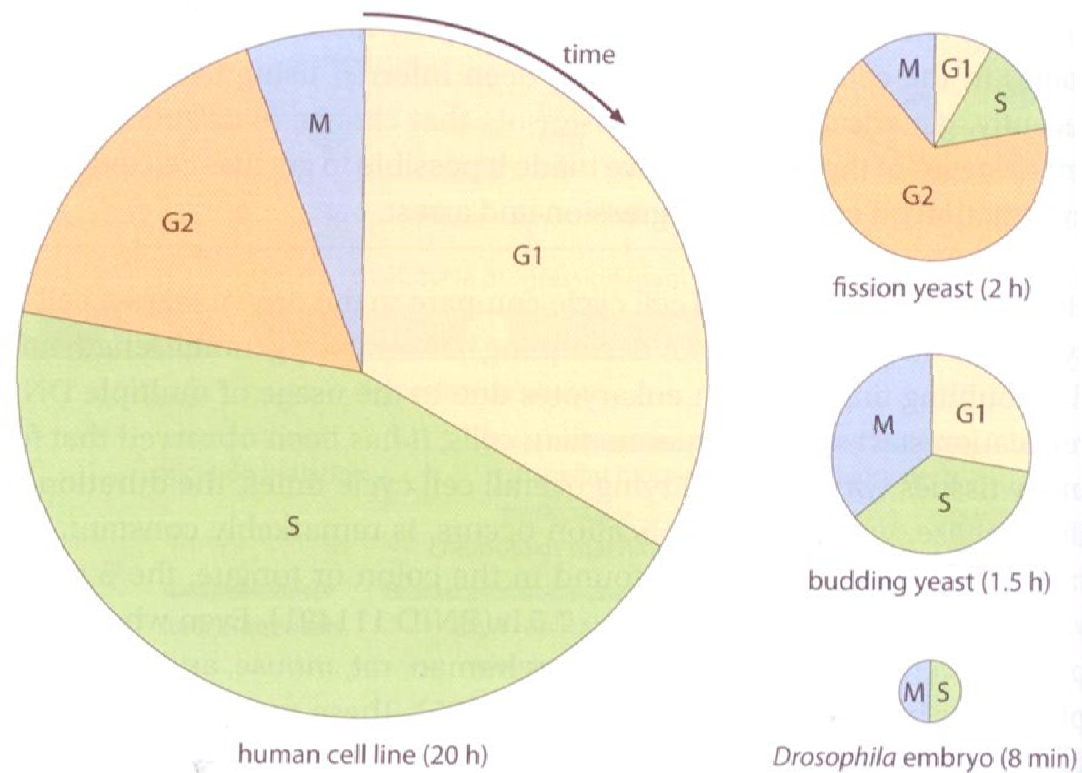 time
M
G1
G2
S
human cell line (20 h)
M
G1
S
G2
fission yeast (2 h)
M
G1
S
budding yeast (1.5 h)
M
S
Drosophila embryo (8 min)